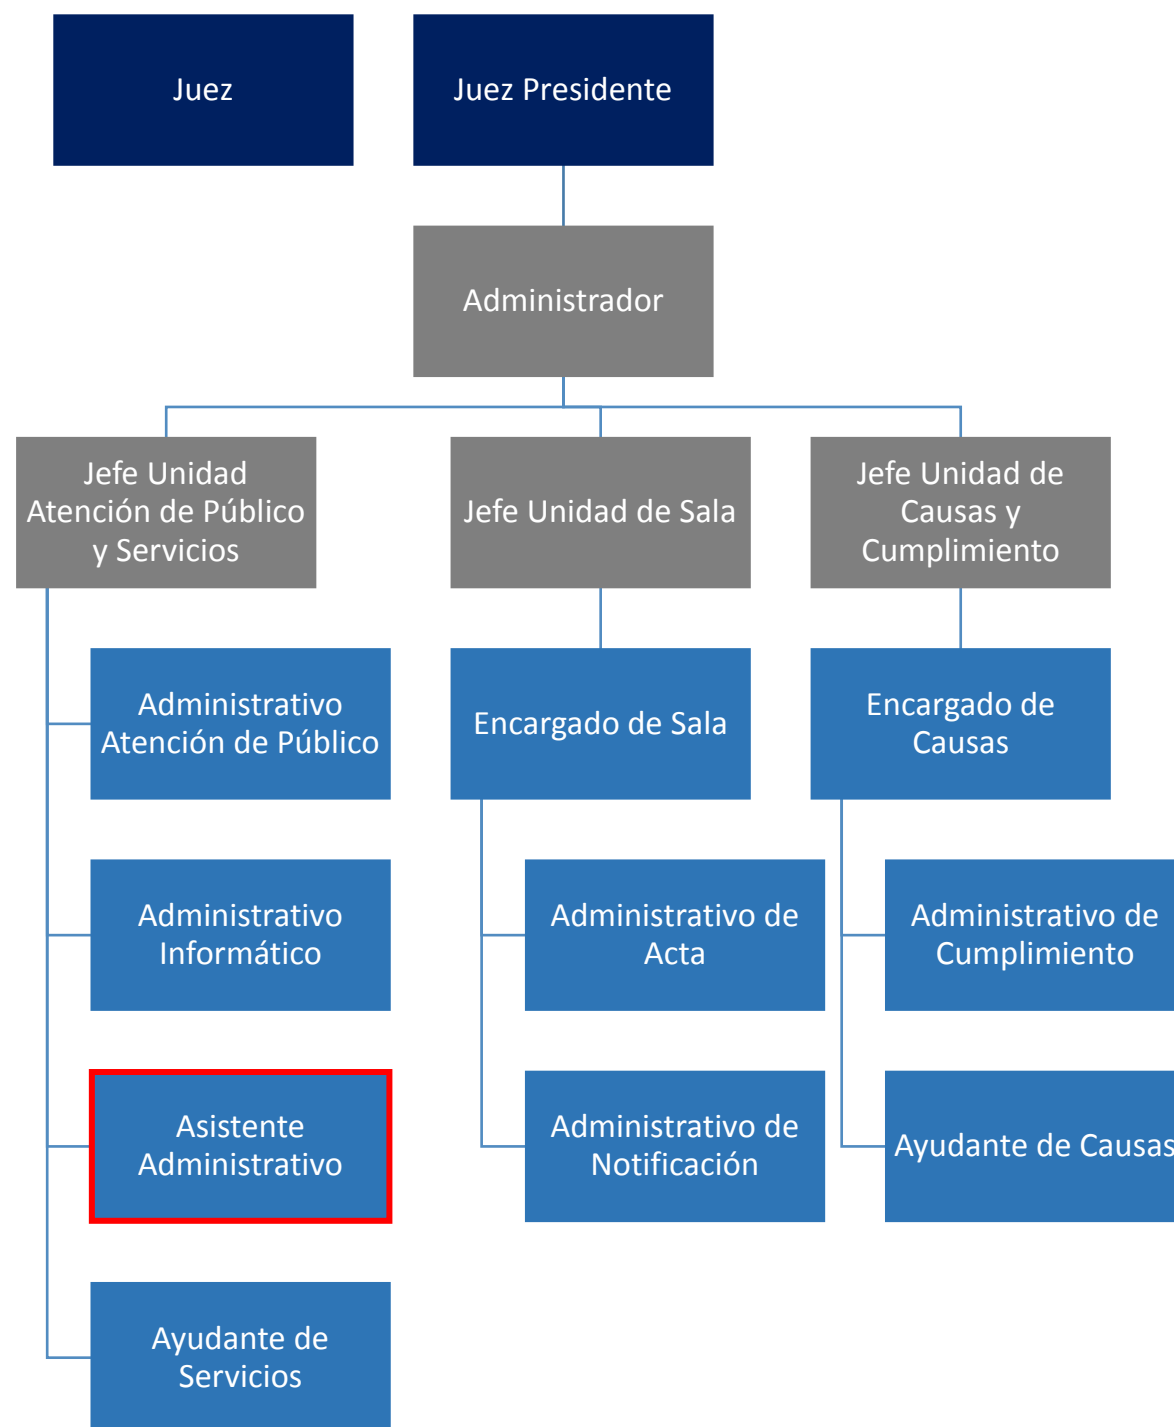 Juez
Juez Presidente
Administrador
Jefe Unidad
Atención de Público
y Servicios
Jefe Unidad de Sala
Jefe Unidad de
Causas y
Cumplimiento
Administrativo
Atención de Público
Encargado de Sala
Encargado de
Causas
Administrativo
Informático
Administrativo de
Acta
Administrativo de
Cumplimiento
Asistente
Administrativo
Administrativo de
Notificación
Ayudante de Causas
Ayudante de
Servicios